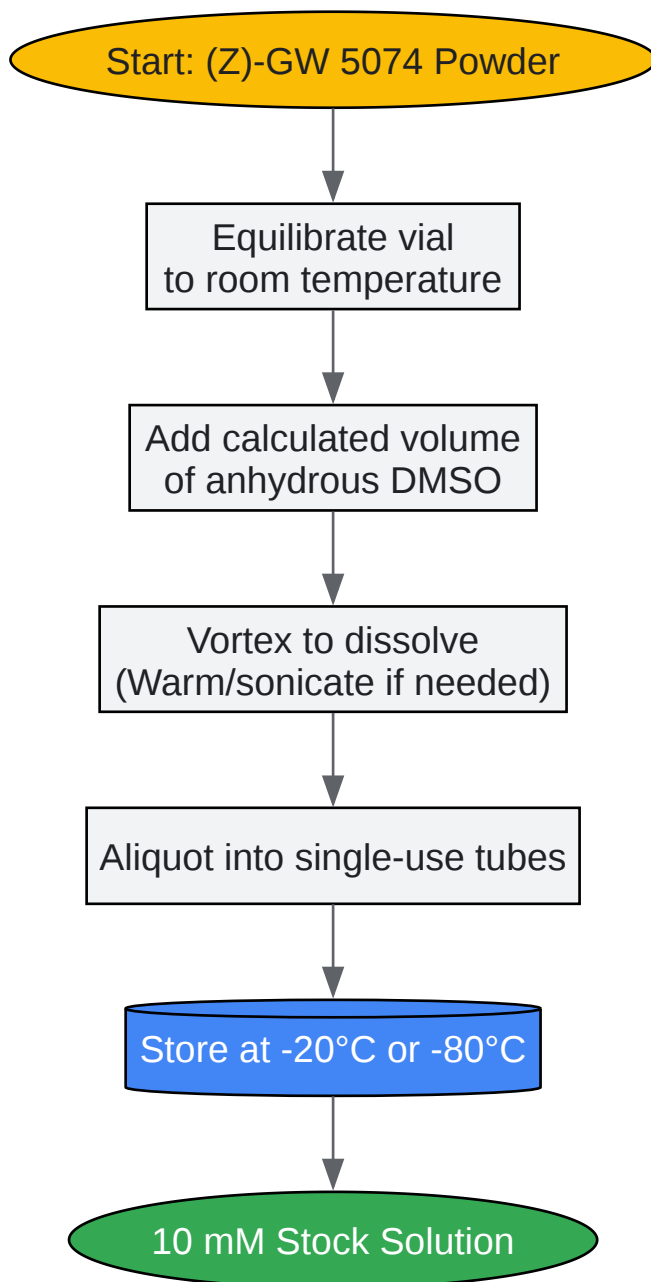 Start: (Z)-GW 5074 Powder
Equilibrate vial
to room temperature
Add calculated volume
of anhydrous DMSO
Vortex to dissolve
(Warm/sonicate if needed)
Aliquot into single-use tubes
Store at -20°C or -80°C
10 mM Stock Solution